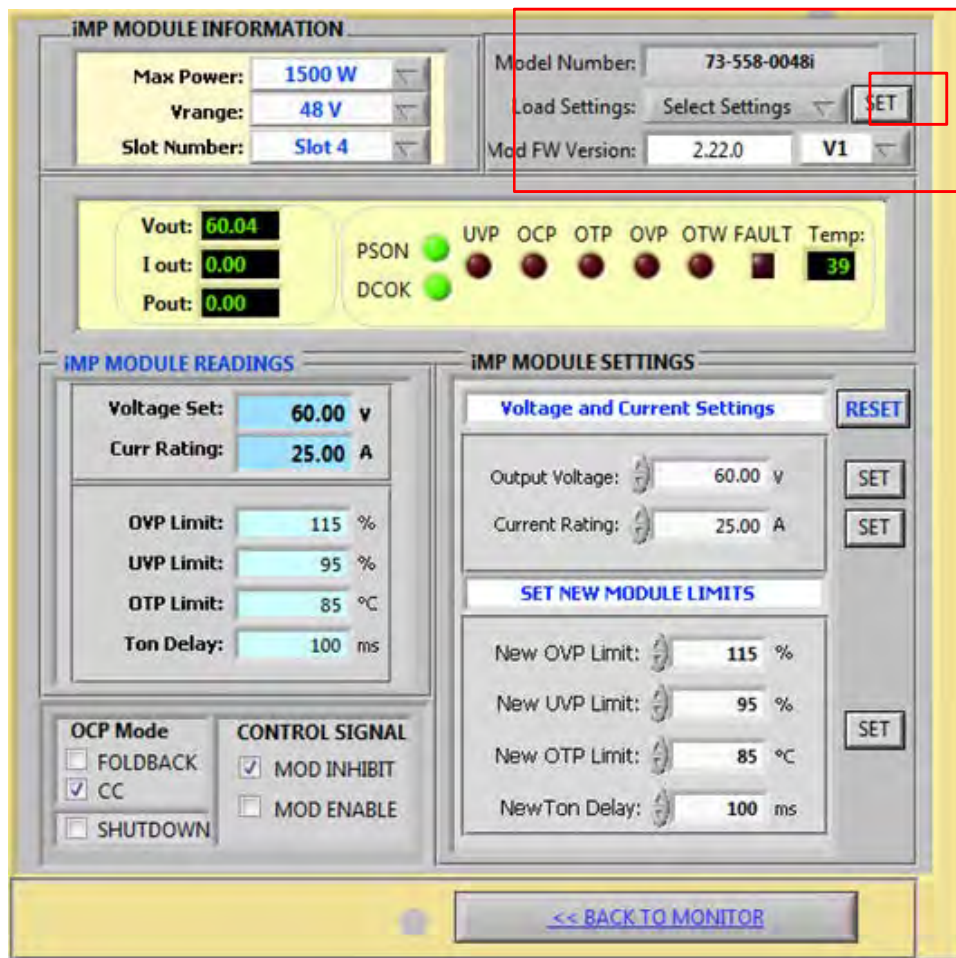 iMP MODULE INFORMATION
Max Power: 1500 W
Vrange: 48 V
Slot Number: Slot 4
Model Number: 73-558-0048i
Load Settings: Select Settings SET
Mod FW Version: 2.22.0 V1
Vout: 60.04
I out: 0.00
Pout: 0.00
PSON
DCOK
UVP OCP OTP OVP OTW FAULT Temp:
39
iMP MODULE READINGS
Voltage Set: 60.00 v
Curr Rating: 25.00 A
OVP Limit: 115 %
UVP Limit: 95 %
OTP Limit: 85 °C
Ton Delay: 100 ms
OCP Mode
FOLDBACK
CC
SHUTDOWN
CONTROL SIGNAL
MOD INHIBIT
MOD ENABLE
iMP MODULE SETTINGS
Voltage and Current Settings RESET
Output Voltage: 60.00 V SET
Current Rating: 25.00 A SET
SET NEW MODULE LIMITS
New OVP Limit: 115 %
New UVP Limit: 95 %
SET
New OTP Limit: 85 °C
NewTon Delay: 100 ms
<< BACK TO MONITOR